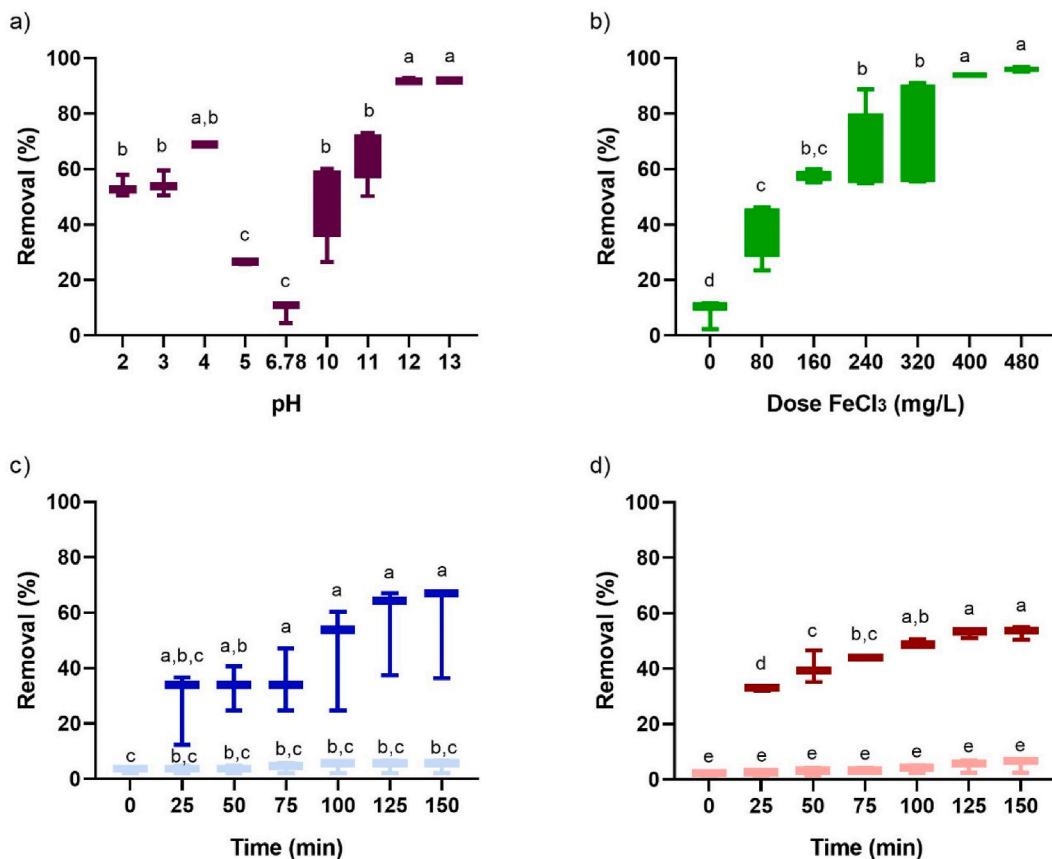 a)
100
80
60
40
20
0
Removal (%)
b
b
a,b
c
c
b
b
a
a
2 3 4 5 6.78 10 11 12 13
pH
b)
100
80
60
40
20
0
Removal (%)
d
c
b,c
b
b
a
a
0 80 160 240 320 400 480
Dose FeCl₃ (mg/L)
c)
100
80
60
40
20
0
Removal (%)
a,b,c
a,b
a
a
a
a
c
b,c
b,c
b,c
b,c
b,c
b,c
0 25 50 75 100 125 150
Time (min)
d)
100
80
60
40
20
0
Removal (%)
d
c
b,c
a,b
a
a
e
e
e
e
e
e
e
0 25 50 75 100 125 150
Time (min)